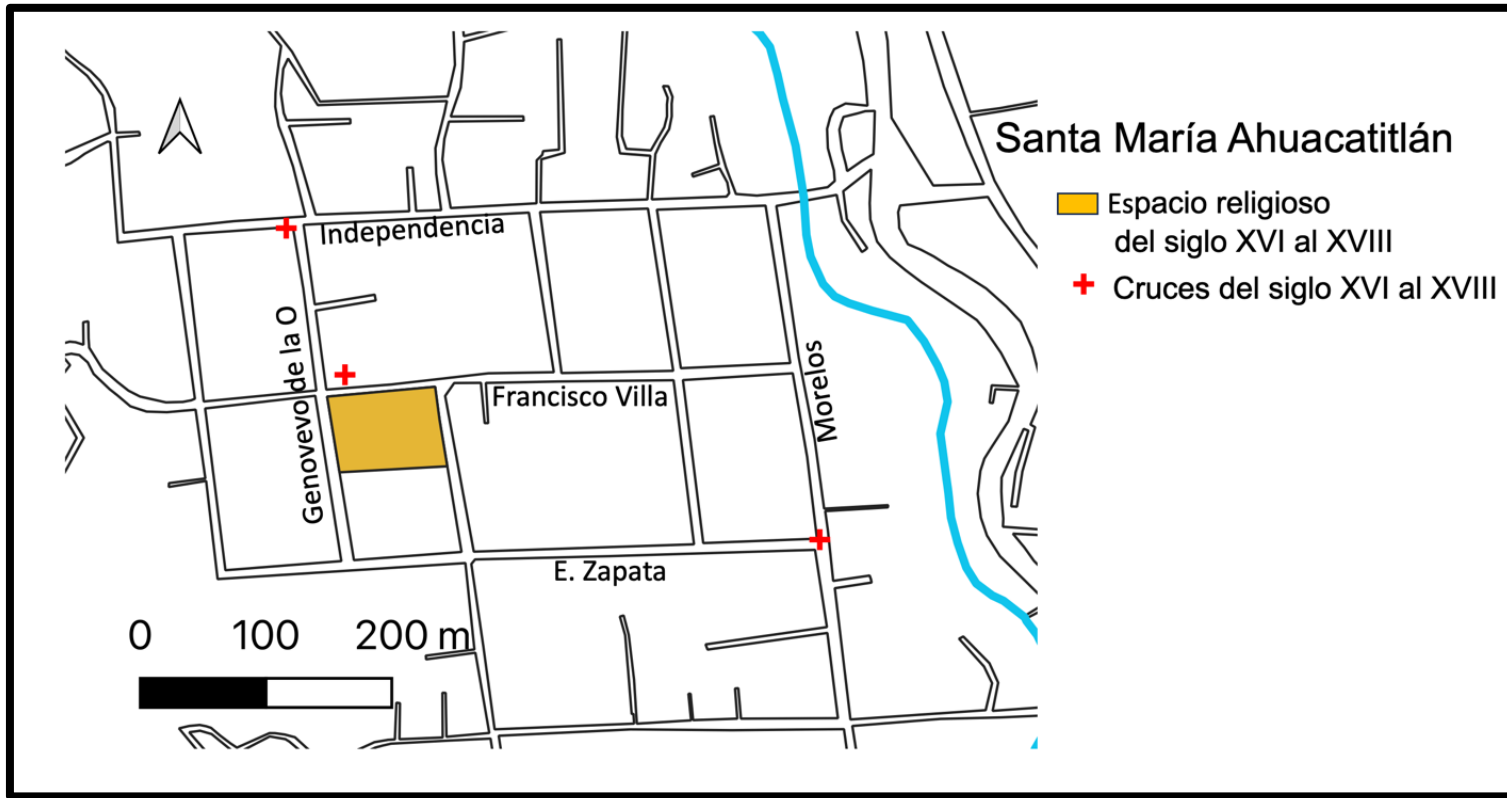 Santa María Ahuacatitlán
Espacio religioso
del siglo XVI al XVIII
Cruces del siglo XVI al XVIII
Independencia
Genovevo de la O
Francisco Villa
Morelos
E. Zapata
0 100 200 m